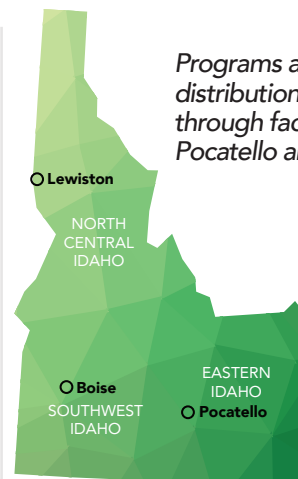 Programs a
distribution
through fac
Pocatello a
Lewiston
NORTH
CENTRAL
IDAHO
EASTERN
IDAHO
Boise
Pocatello
SOUTHWEST
IDAHO